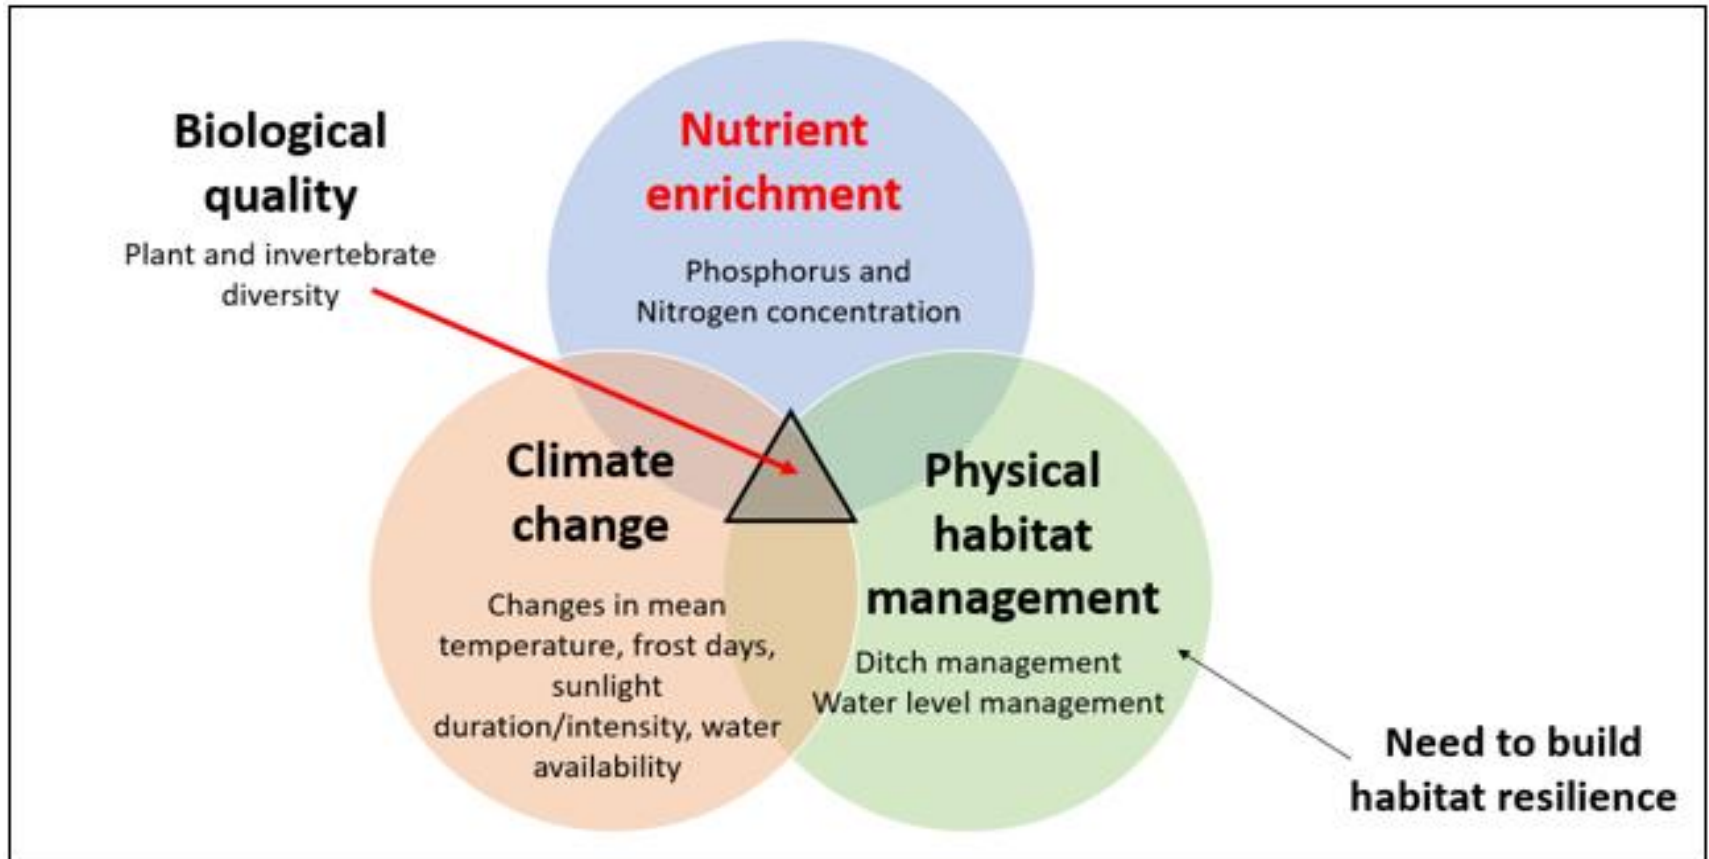 Biological
quality
Plant and invertebrate
diversity
Nutrient
enrichment
Phosphorus and
Nitrogen concentration
Climate
change
Changes in mean
temperature, frost days,
sunlight
duration/intensity, water
availability
Physical
habitat
management
Ditch management
Water level management
Need to build
habitat resilience